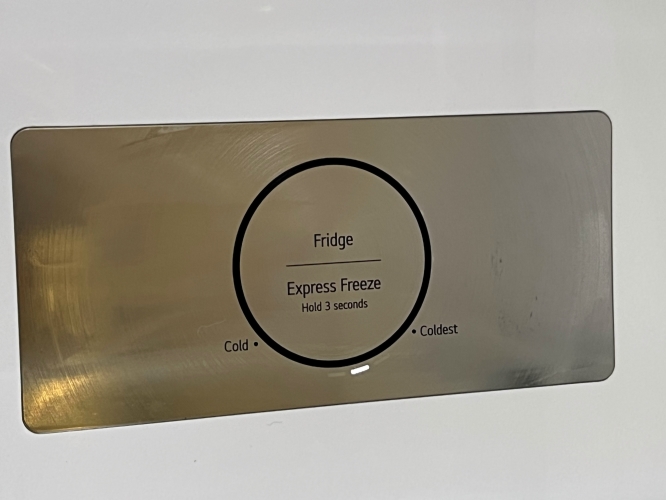 Fridge
Express Freeze
Hold 3 seconds
Cold
Coldest